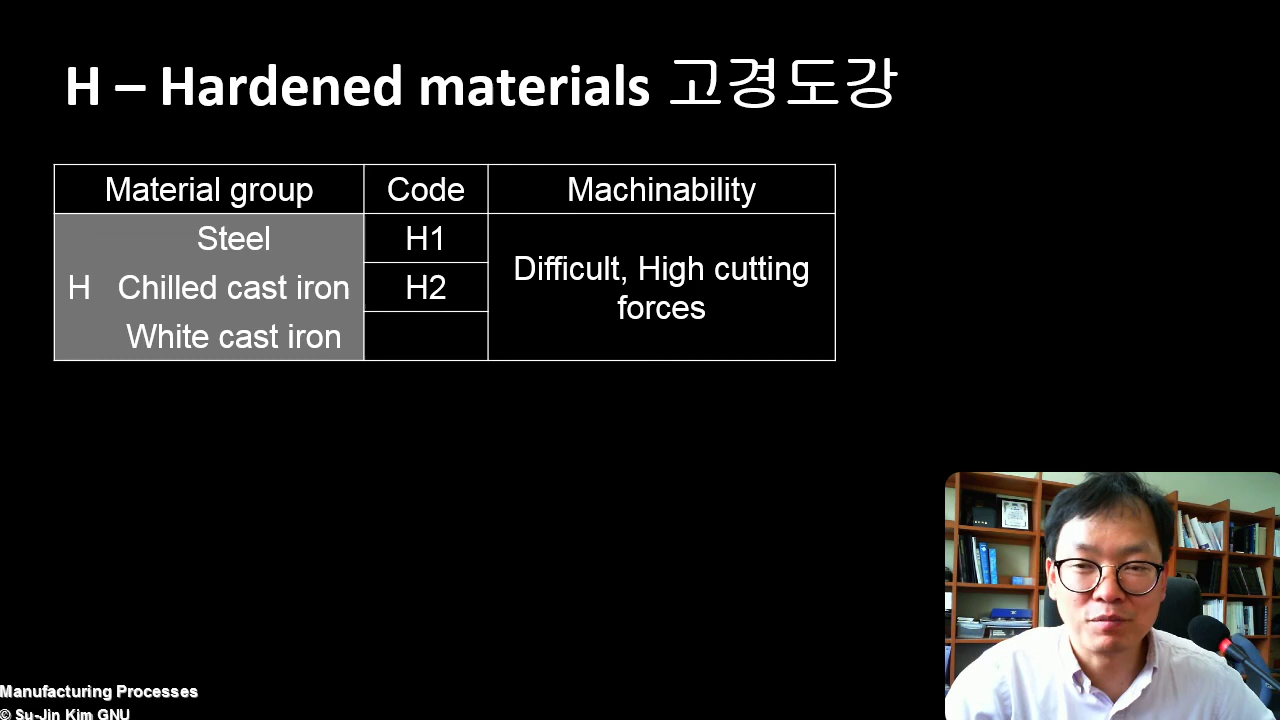 H – Hardened materials 고경도강
Material group Code Machinability
Steel H1
H Chilled cast iron H2
White cast iron
Difficult, High cutting
forces
Manufacturing Processes
© Su-Jin Kim GNU